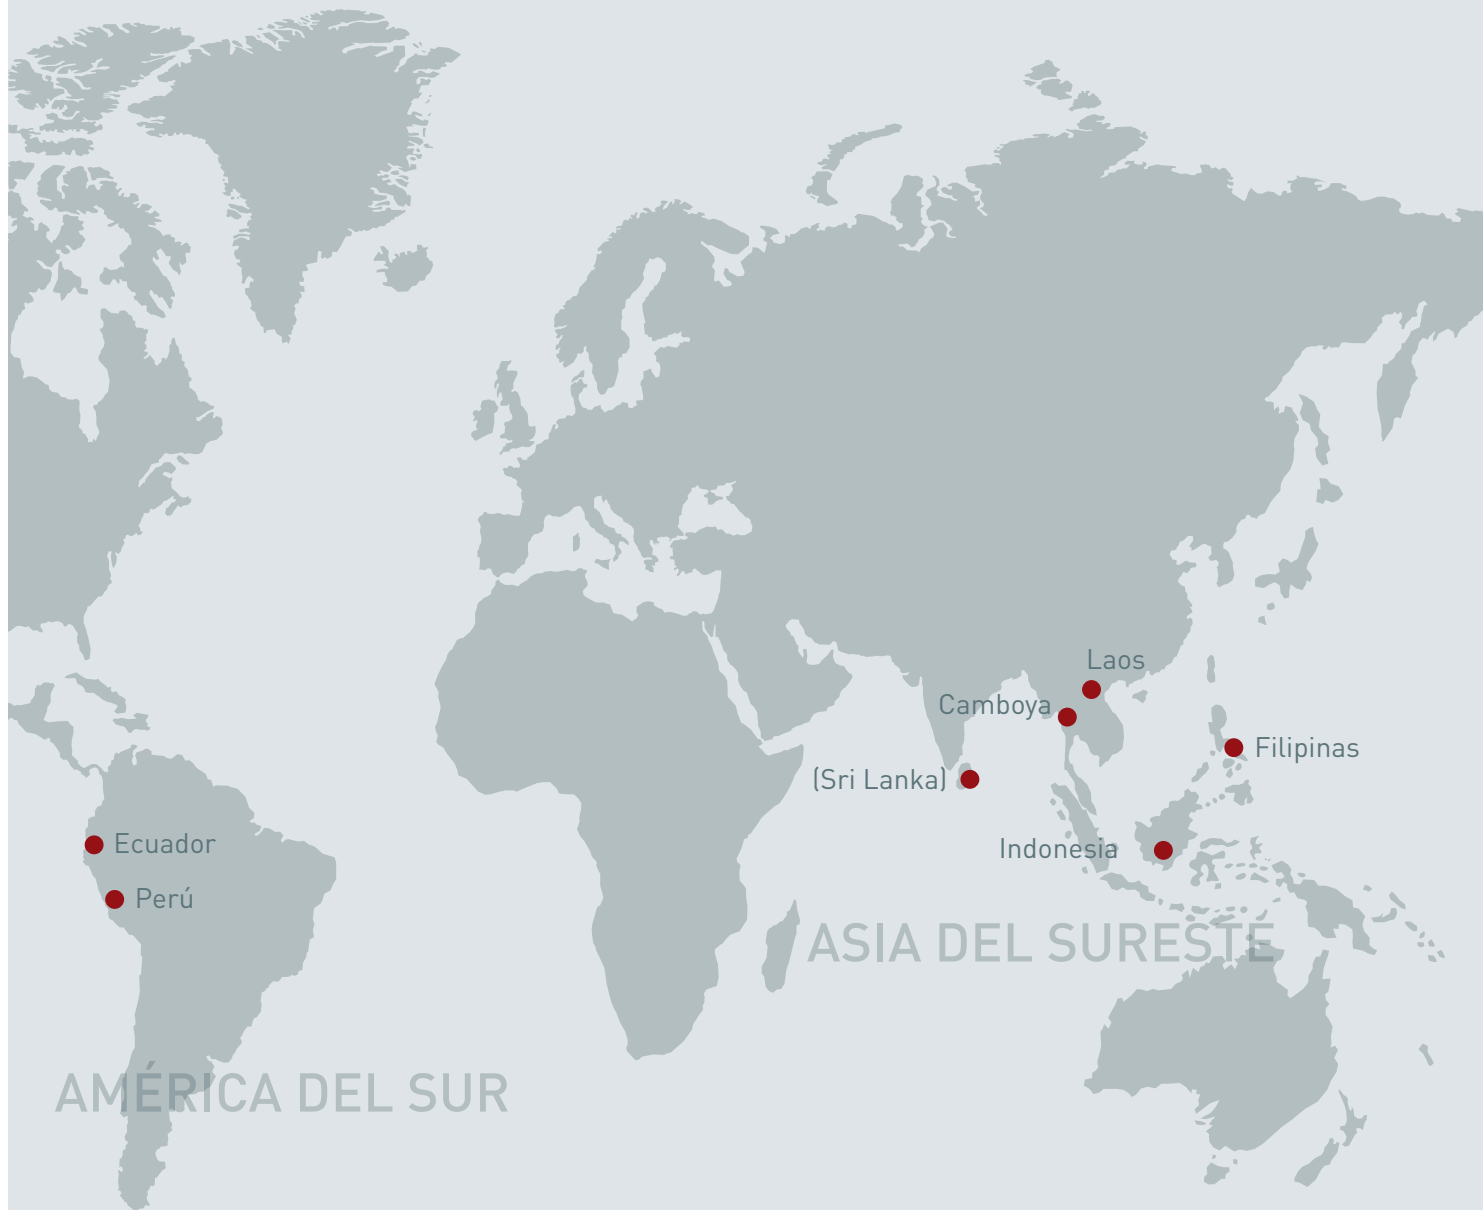 Laos
Camboya
Filipinas
(Sri Lanka)
Ecuador
Indonesia
Perú
ASIA DEL SURESTE
AMÉRICA DEL SUR